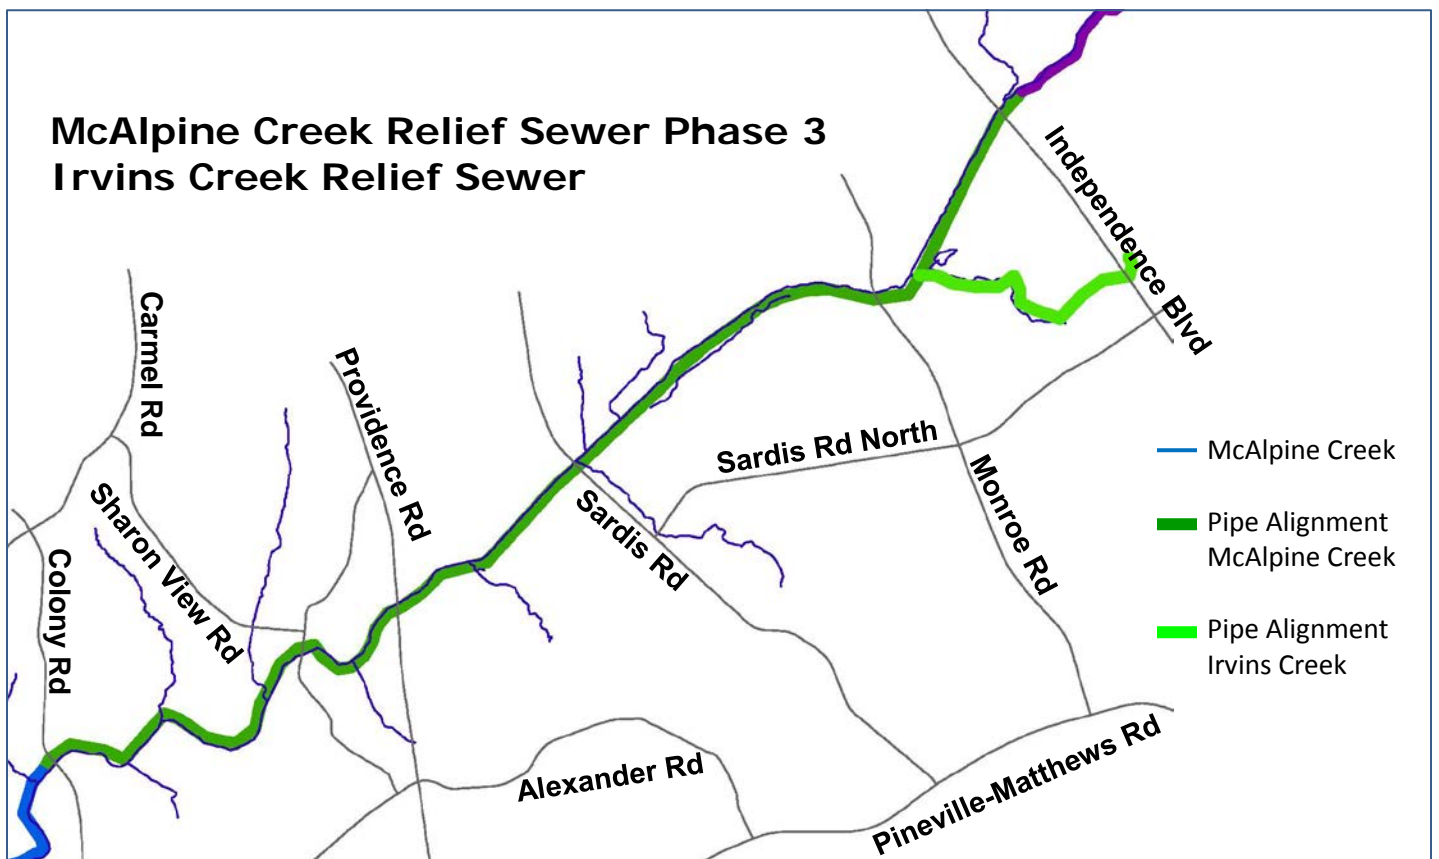 McAlpine Creek Relief Sewer Phase 3
Irvins Creek Relief Sewer
Independence Blvd
Carmel Rd
Providence Rd
Sardis Rd North
Sharon View Rd
Sardis Rd
Monroe Rd
Colony Rd
Alexander Rd
Pineville-Matthews Rd
McAlpine Creek
Pipe Alignment
McAlpine Creek
Pipe Alignment
Irvins Creek